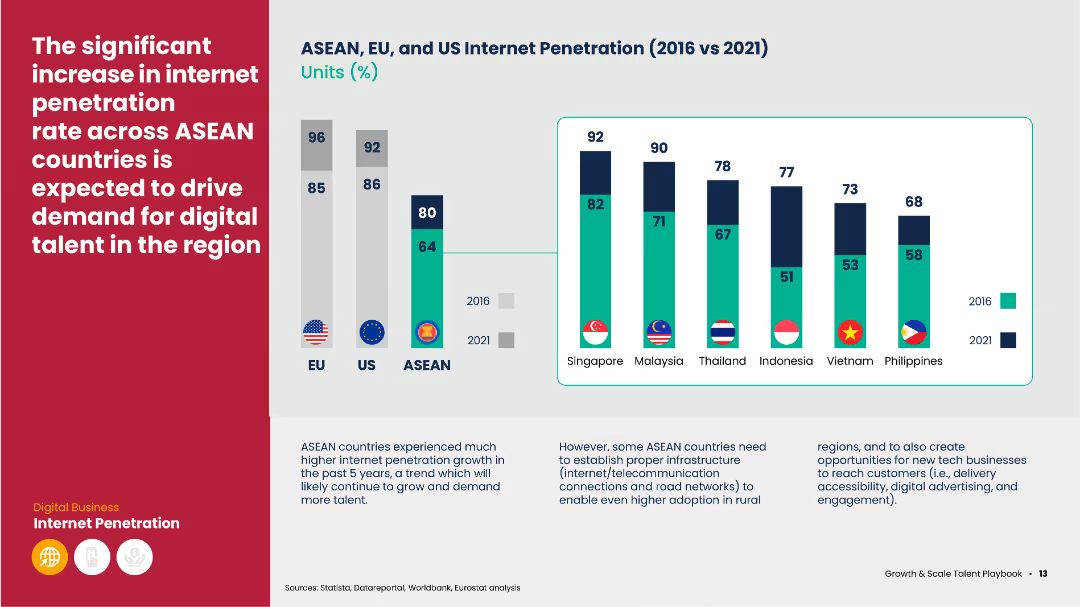 The significant
increase in internet
penetration
rate across ASEAN
countries is
expected to drive
demand for digital
talent in the region
Digital Business
Internet Penetration
ASEAN, EU, and US Internet Penetration (2016 vs 2021)
Units (%)
96
85
92
86
80
64
2016
2021
EU
US
ASEAN
92
82
90
71
78
67
77
51
73
53
68
58
2016
2021
Singapore
Malaysia
Thailand
Indonesia
Vietnam
Philippines
ASEAN countries experienced much
higher internet penetration growth in
the past 5 years, a trend which will
likely continue to grow and demand
more talent.
However, some ASEAN countries need
to establish proper infrastructure
(internet/telecommunication
connections and road networks) to
enable even higher adoption in rural
regions, and to also create
opportunities for new tech businesses
to reach customers (i.e., delivery
accessibility, digital advertising, and
engagement).
Sources: Statista, Datareportal, Worldbank, Eurostat analysis
Growth & Scale Talent Playbook • 13